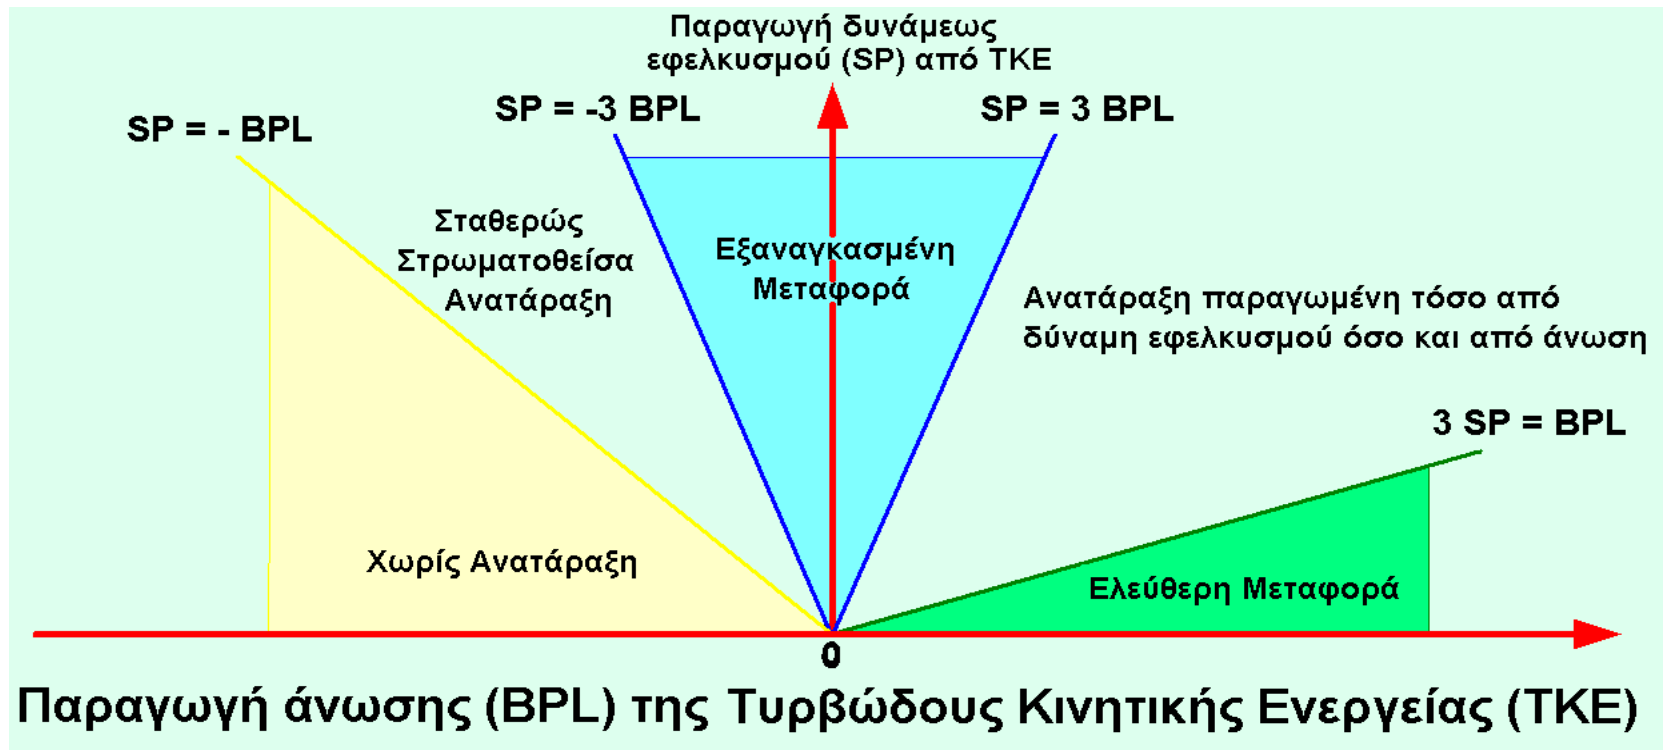 Παραγωγή δυνάμεως
εφελκυσμού (SP) από TKE
SP = - BPL
SP = -3 BPL
SP = 3 BPL
Σταθερώς
Στρωματοθείσα
Ανατάραξη
Εξαναγκασμένη
Μεταφορά
Ανατάραξη παραγωμένη τόσο από
δύναμη εφελκυσμού όσο και από άνωση
3 SP = BPL
Χωρίς Ανατάραξη
Ελεύθερη Μεταφορά
0
Παραγωγή άνωσης (BPL) της Τυρβώδους Κινητικής Ενεργείας (TKE)